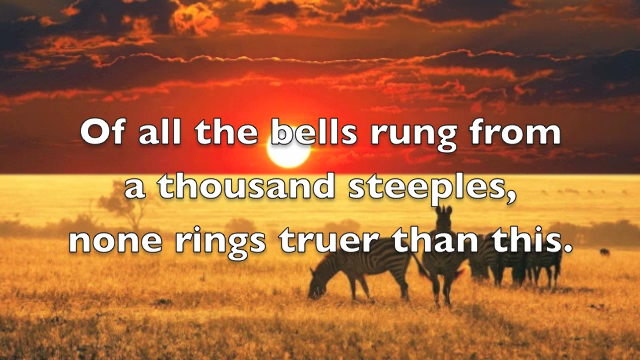 Of all the bells rung from
a thousand steeples,
none rings truer than this.